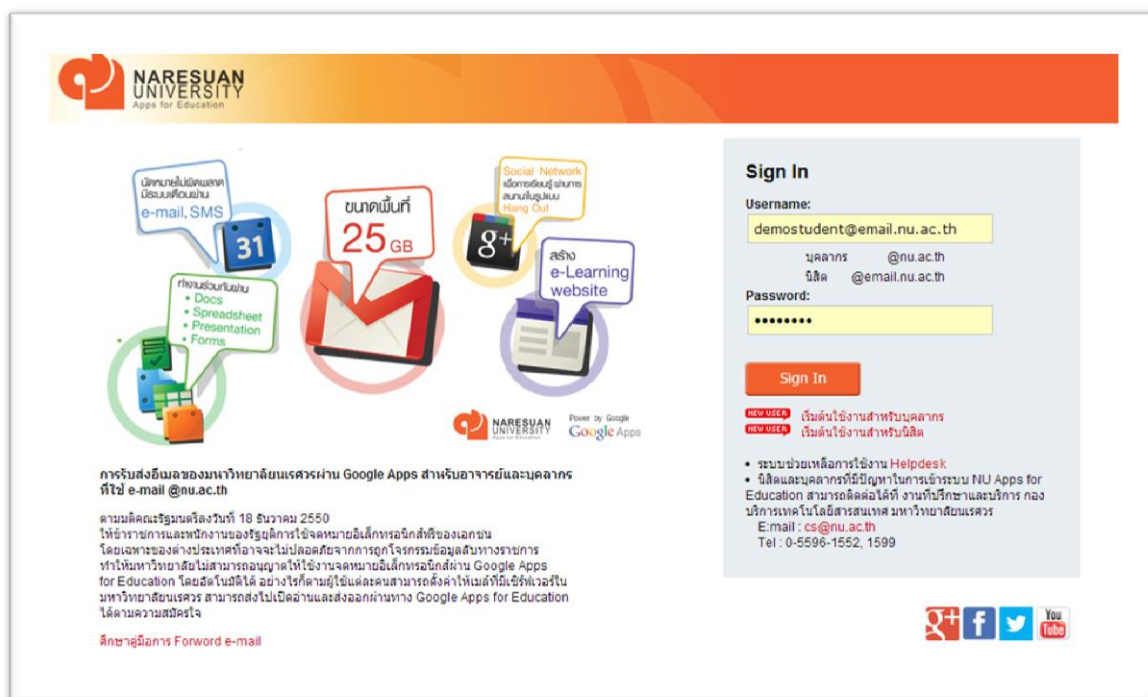 NARESUAN
UNIVERSITY
Apps for Education
นัดหมายไม่ผิดพลาด
มีระบบเตือนผ่าน
e-mail, SMS
31
ทำงานร่วมกันผ่าน
• Docs
• Spreadsheet
• Presentation
• Forms
ขนาดพื้นที่
25 GB
Social Network
เพื่อการเรียนรู้ ผ่านการ
สนทนาในรูปแบบ
Hang Out
g+
สร้าง
e-Learning
website
NARESUAN
UNIVERSITY
Apps for Education
Power by Google
Google Apps
การรับส่งอีเมลของมหาวิทยาลัยนเรศวรผ่าน Google Apps สำหรับอาจารย์และบุคลากร
ที่ใช้ e-mail @nu.ac.th
ตามมติคณะรัฐมนตรีลงวันที่ 18 ธันวาคม 2550
ให้ข้าราชการและพนักงานของรัฐยุติการใช้จดหมายอิเล็กทรอนิกส์ฟรีของเอกชน
โดยเฉพาะของต่างประเทศที่อาจจะไม่ปลอดภัยจากการถูกโจรกรรมข้อมูลลับทางราชการ
ทำให้มหาวิทยาลัยไม่สามารถอนุญาตให้ใช้งานจดหมายอิเล็กทรอนิกส์ผ่าน Google Apps
for Education โดยอัตโนมัติได้ อย่างไรก็ตามผู้ใช้แต่ละคนสามารถตั้งค่าให้เมล์ที่มีเซิร์ฟเวอร์ใน
มหาวิทยาลัยนเรศวร สามารถส่งไปเปิดอ่านและส่งออกผ่านทาง Google Apps for Education
ได้ตามความสมัครใจ
ศึกษาคู่มือการ Forword e-mail
Sign In
Username:
demostudent@email.nu.ac.th
บุคลากร @nu.ac.th
นิสิต @email.nu.ac.th
Password:
••••••••
Sign In
NEW USER เริ่มต้นใช้งานสำหรับบุคลากร
NEW USER เริ่มต้นใช้งานสำหรับนิสิต
• ระบบช่วยเหลือการใช้งาน Helpdesk
• นิสิตและบุคลากรที่มีปัญหาในการเข้าระบบ NU Apps for
Education สามารถติดต่อได้ที่ งานที่ปรึกษาและบริการ กอง
บริการเทคโนโลยีสารสนเทศ มหาวิทยาลัยนเรศวร
E:mail : cs@nu.ac.th
Tel : 0-5596-1552, 1599
g+ f You
Tube